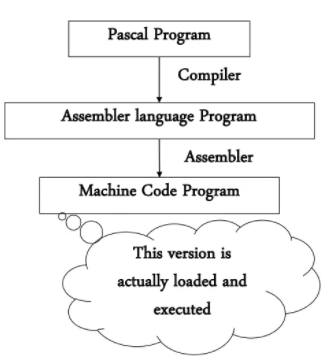 Pascal Program
Compiler
Assembler language Program
Assembler
Machine Code Program
This version is
actually loaded and
executed